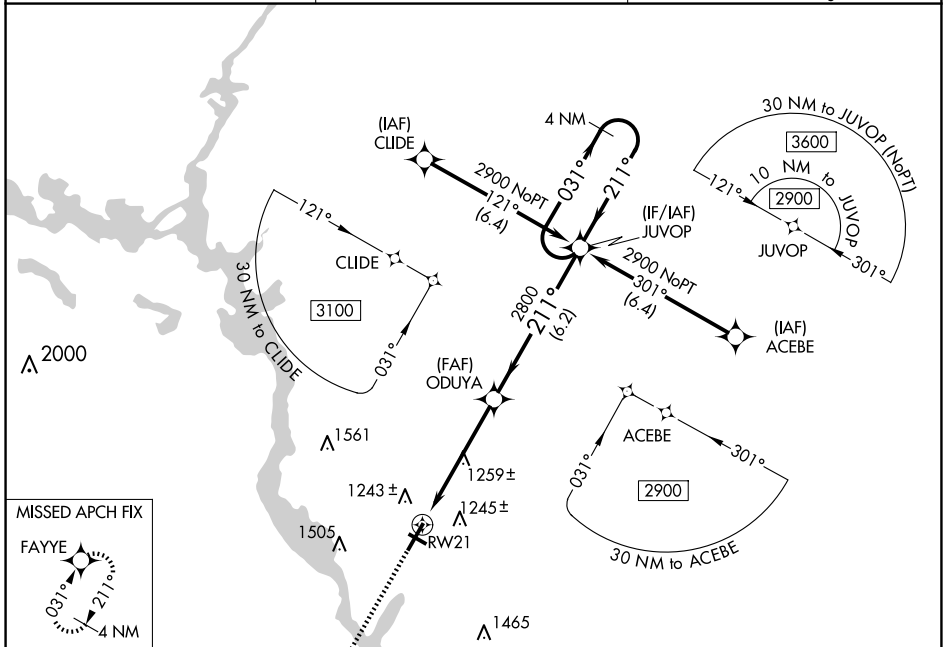 (IAF)
CLIDE
4 NM
2900 NoPT
121°
(6.4)
031°
211°
(IF/IAF)
JUVOP
30 NM to JUVOP (NoPT)
3600
121°
10 NM to JUVOP
2900
JUVOP
301°
121°
CLIDE
3100
031°
30 NM to CLIDE
2900 NoPT
301°
(6.4)
(IAF)
ACEBE
2800
211°
(6.2)
(FAF)
ODUYA
2000
1561
1259±
1243±
1245±
1505
RW21
1465
ACEBE
301°
031°
2900
30 NM to ACEBE
MISSED APCH FIX
FAYYE
031°
211°
4 NM